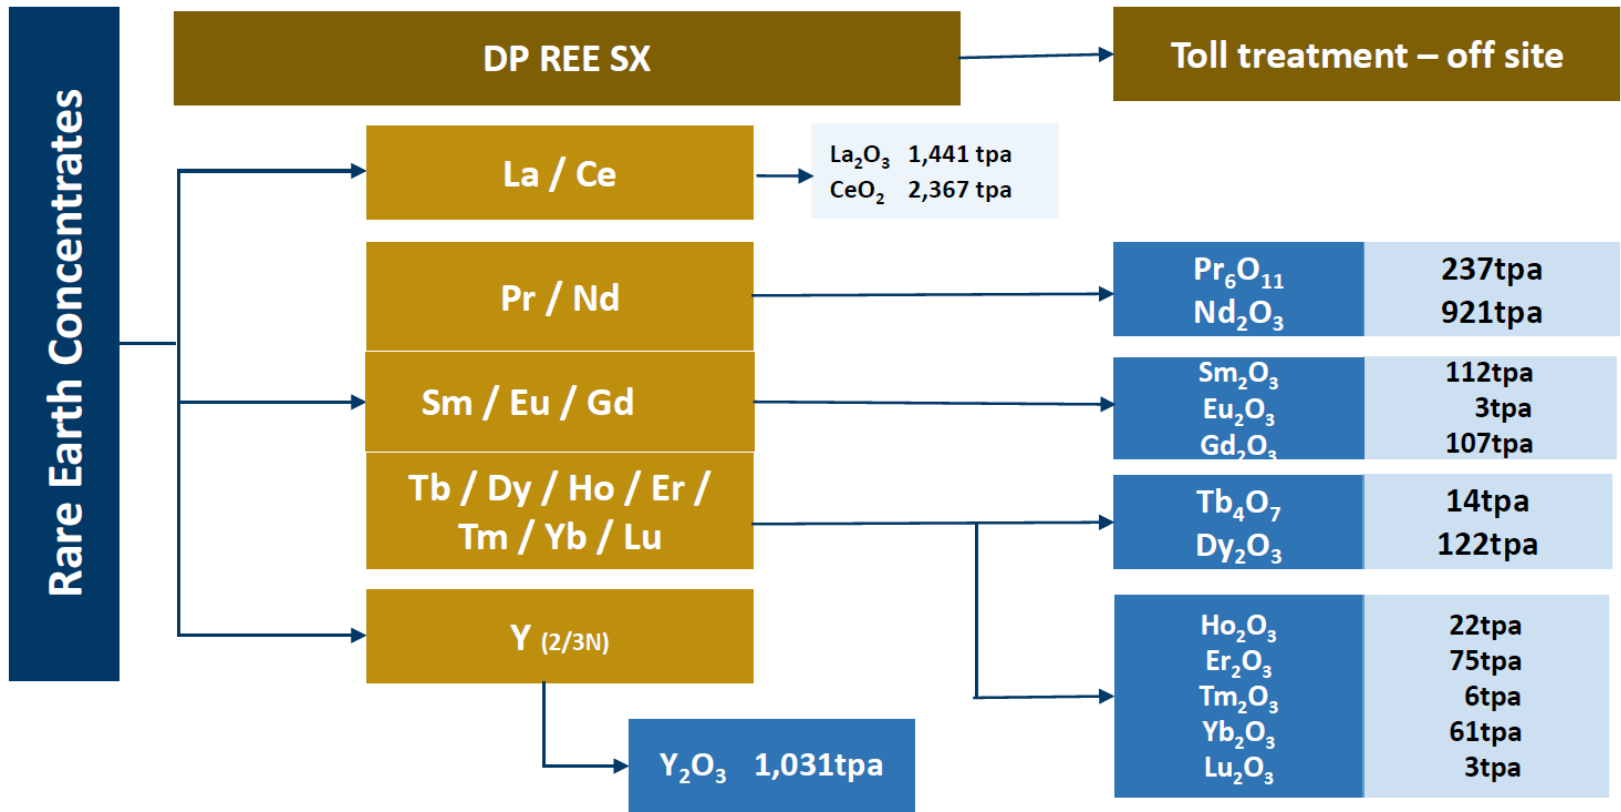 Rare Earth Concentrates
DP REE SX
Toll treatment – off site
La / Ce
La₂O₃ 1,441 tpa
CeO₂ 2,367 tpa
Pr / Nd
Pr₆O₁₁ 237tpa
Nd₂O₃ 921tpa
Sm / Eu / Gd
Sm₂O₃ 112tpa
Eu₂O₃ 3tpa
Gd₂O₃ 107tpa
Tb / Dy / Ho / Er /
Tm / Yb / Lu
Tb₄O₇ 14tpa
Dy₂O₃ 122tpa
Ho₂O₃ 22tpa
Er₂O₃ 75tpa
Tm₂O₃ 6tpa
Yb₂O₃ 61tpa
Lu₂O₃ 3tpa
Y (2/3N)
Y₂O₃ 1,031tpa